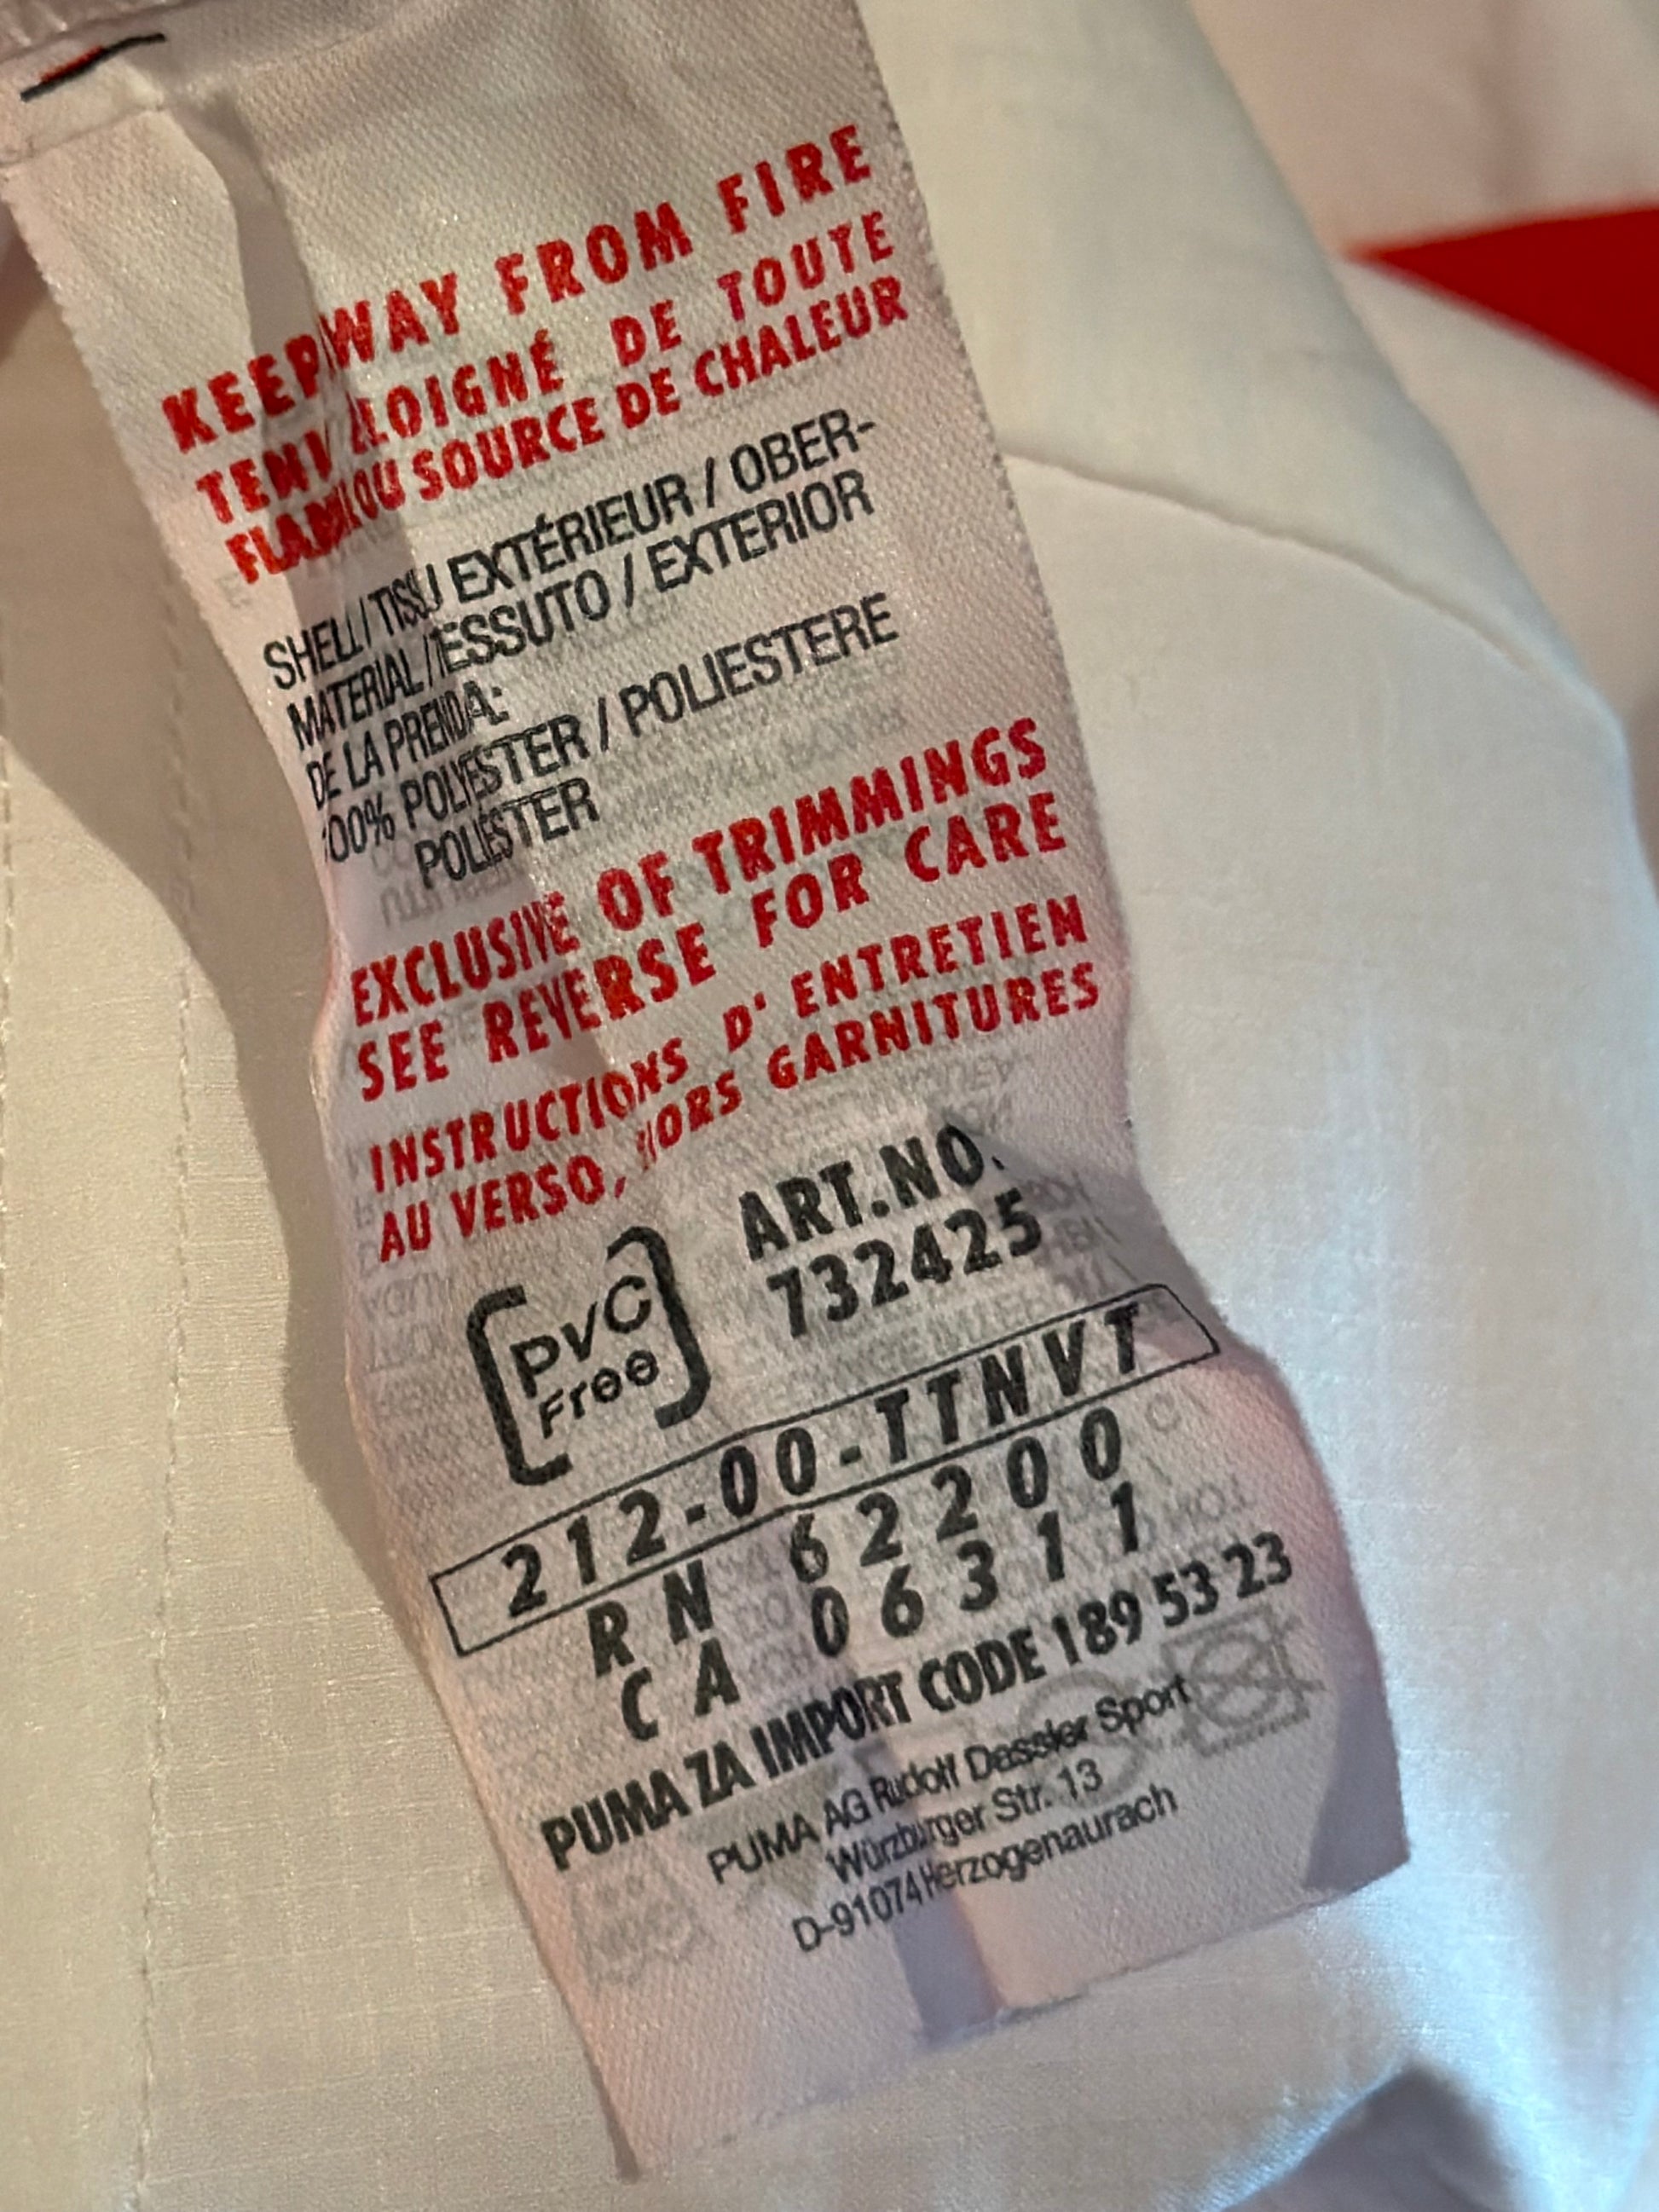 KEEP AWAY FROM FIRE
TENIR ÉLOIGNÉ DE TOUTE
FLAMME OU SOURCE DE CHALEUR
SHELL / TISSU EXTÉRIEUR / OBER-
MATERIAL / TESSUTO / EXTERIOR
DE LA PRENDA:
100% POLYESTER / POLIESTERE
POLIÉSTER
EXCLUSIVE OF TRIMMINGS
SEE REVERSE FOR CARE
INSTRUCTIONS D' ENTRETIEN
AU VERSO, HORS GARNITURES
PVC
Free
ART.NO.
732425
212-00-TTNVT
RN 62200
CA 06311
PUMA ZA IMPORT CODE 189 53 23
PUMA AG Rudolf Dassler Sport
Würzburger Str. 13
D-91074 Herzogenaurach